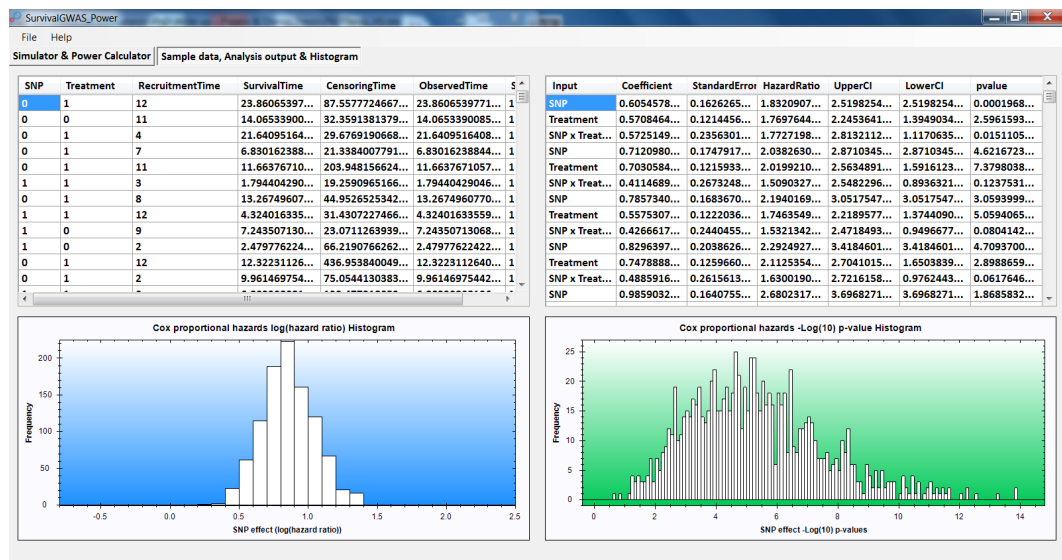 SurvivalGWAS_Power
File Help
Simulator & Power Calculator Sample data, Analysis output & Histogram
SNP Treatment RecruitmentTime SurvivalTime CensoringTime ObservedTime S
0 1 12 23.86065397... 87.5577724667... 23.8606539771... 1
0 0 11 14.06533900... 32.3591381379... 14.0653390085... 1
0 1 4 21.64095164... 29.6769190668... 21.6409516408... 1
0 1 7 6.830162388... 21.3384007791... 6.83016238844... 1
0 1 11 11.66376710... 203.948156624... 11.6637671057... 1
1 1 3 1.794404290... 19.2590965166... 1.79440429046... 1
0 1 8 13.26749607... 44.9526525342... 13.2674960770... 1
1 1 12 4.324016335... 31.4307227466... 4.32401633559... 1
1 0 9 7.243507130... 23.0711263939... 7.24350713068... 1
1 0 2 2.479776224... 66.2190766262... 2.47977622422... 1
0 1 12 12.32231126... 436.953840049... 12.3223112640... 1
0 1 2 9.961469754... 75.0544130383... 9.96146975442... 1
Input Coefficient StandardError HazardRatio UpperCI LowerCI pvalue
SNP 0.6054578... 0.1626265... 1.8320907... 2.5198254... 2.5198254... 0.0001968...
Treatment 0.5708464... 0.1214456... 1.7697644... 2.2453641... 1.3949034... 2.5961593...
SNP x Treat... 0.5725149... 0.2356301... 1.7727198... 2.8132112... 1.1170635... 0.0151105...
SNP 0.7120980... 0.1747917... 2.0382630... 2.8710345... 2.8710345... 4.6216723...
Treatment 0.7030584... 0.1215933... 2.0199210... 2.5634891... 1.5916123... 7.3798038...
SNP x Treat... 0.4114689... 0.2673248... 1.5090327... 2.5482296... 0.8936321... 0.1237531...
SNP 0.7857340... 0.1683670... 2.1940169... 3.0517547... 3.0517547... 3.0593999...
Treatment 0.5575307... 0.1222036... 1.7463549... 2.2189577... 1.3744090... 5.0594065...
SNP x Treat... 0.4266617... 0.2440455... 1.5321342... 2.4718493... 0.9496677... 0.0804142...
SNP 0.8296397... 0.2038626... 2.2924927... 3.4184601... 3.4184601... 4.7093700...
Treatment 0.7478888... 0.1259660... 2.1125354... 2.7041015... 1.6503839... 2.8988659...
SNP x Treat... 0.4885916... 0.2615613... 1.6300190... 2.7216158... 0.9762443... 0.0617646...
SNP 0.9859032... 0.1640755... 2.6802317... 3.6968271... 3.6968271... 1.8685832...
Cox proportional hazards log(hazard ratio) Histogram
Frequency
200
150
100
50
0
-0.5 0.0 0.5 1.0 1.5 2.0 2.5
SNP effect (log(hazard ratio))
Cox proportional hazards -Log(10) p-value Histogram
Frequency
25
20
15
10
5
0
0 2 4 6 8 10 12 14
SNP effect -Log(10) p-values